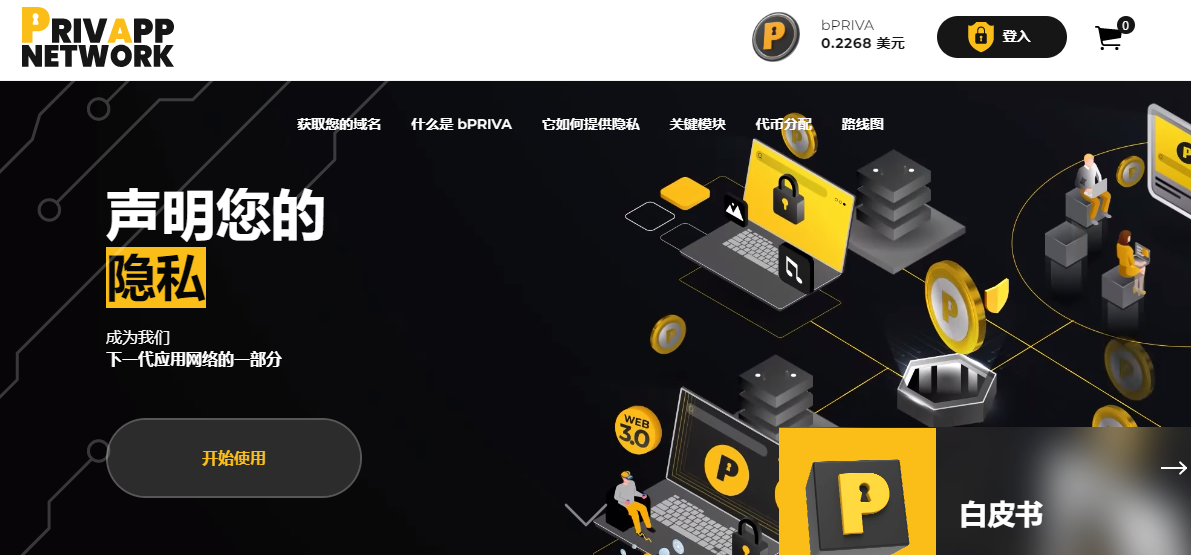 PRIVAPP
NETWORK
bPRIVA
0.2268 美元
登入
0
获取您的域名 什么是 bPRIVA 它如何提供隐私 关键模块 代币分配 路线图
声明您的
隐私
成为我们
下一代应用网络的一部分
开始使用
WEB
3.0
白皮书